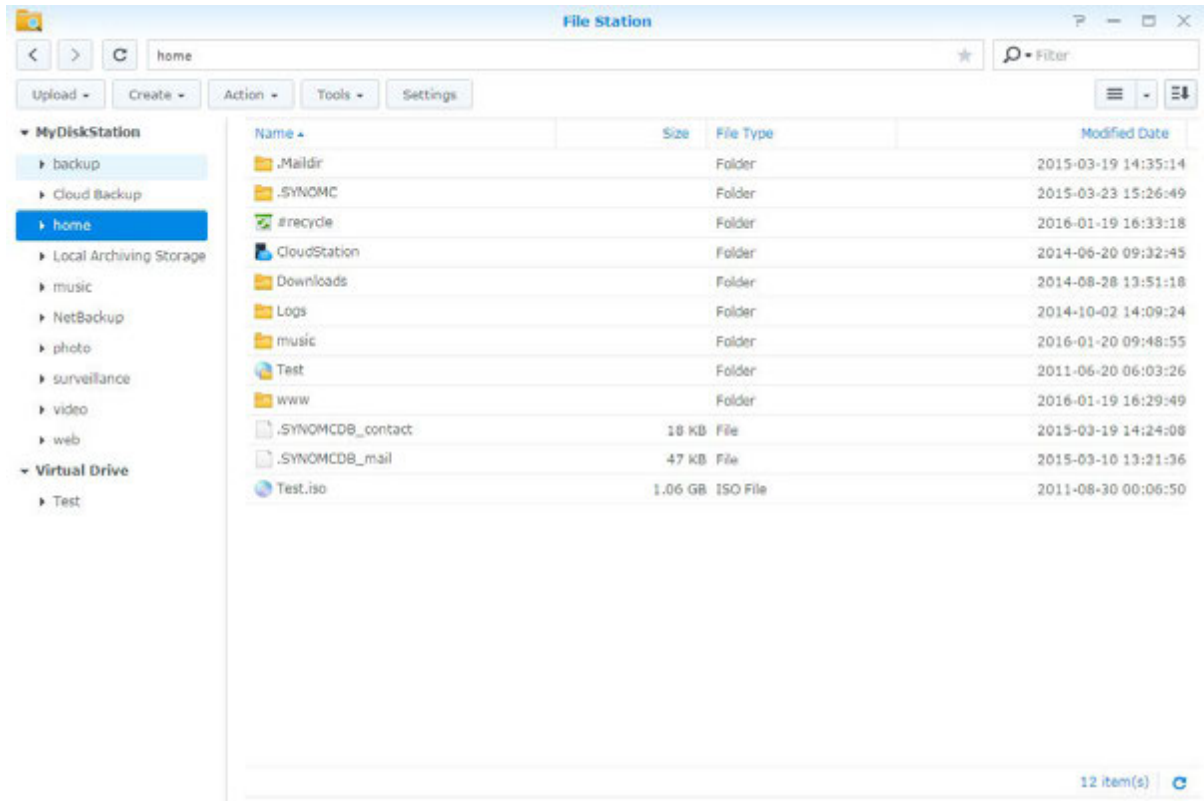 File Station
home
Filter
Upload Create Action Tools Settings
MyDiskStation
backup
Cloud Backup
home
Local Archiving Storage
music
NetBackup
photo
surveillance
video
web
Virtual Drive
Test
Name Size File Type Modified Date
.Maildir Folder 2015-03-19 14:35:14
.SYNOMC Folder 2015-03-23 15:26:49
#recycle Folder 2016-01-19 16:33:18
CloudStation Folder 2014-06-20 09:32:45
Downloads Folder 2014-08-28 13:51:18
Logs Folder 2014-10-02 14:09:24
music Folder 2016-01-20 09:48:55
Test Folder 2011-06-20 06:03:26
www Folder 2016-01-19 16:29:49
.SYNOMCDB_contact 18 KB File 2015-03-19 14:24:08
.SYNOMCDB_mail 47 KB File 2015-03-10 13:21:36
Test.iso 1.06 GB ISO File 2011-08-30 00:06:50
12 item(s)